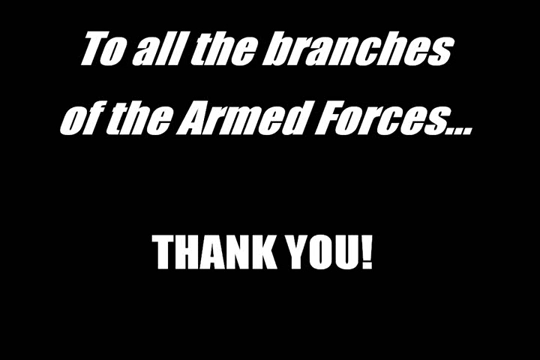 To all the branches
of the Armed Forces...
THANK YOU!